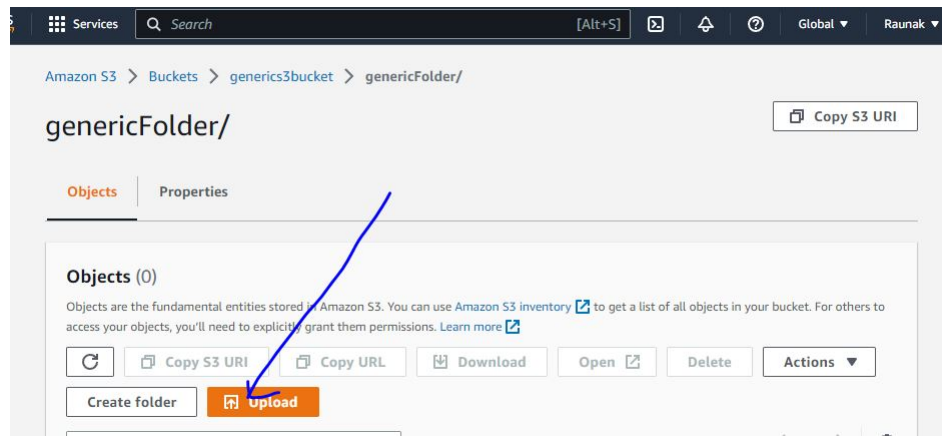 Services Search [Alt+S] Global Raunak
Amazon S3 > Buckets > generics3bucket > genericFolder/
genericFolder/
Copy S3 URI
Objects Properties
Objects (0)
Objects are the fundamental entities stored in Amazon S3. You can use Amazon S3 inventory to get a list of all objects in your bucket. For others to
access your objects, you'll need to explicitly grant them permissions. Learn more
Copy S3 URI Copy URL Download Open Delete Actions
Create folder Upload